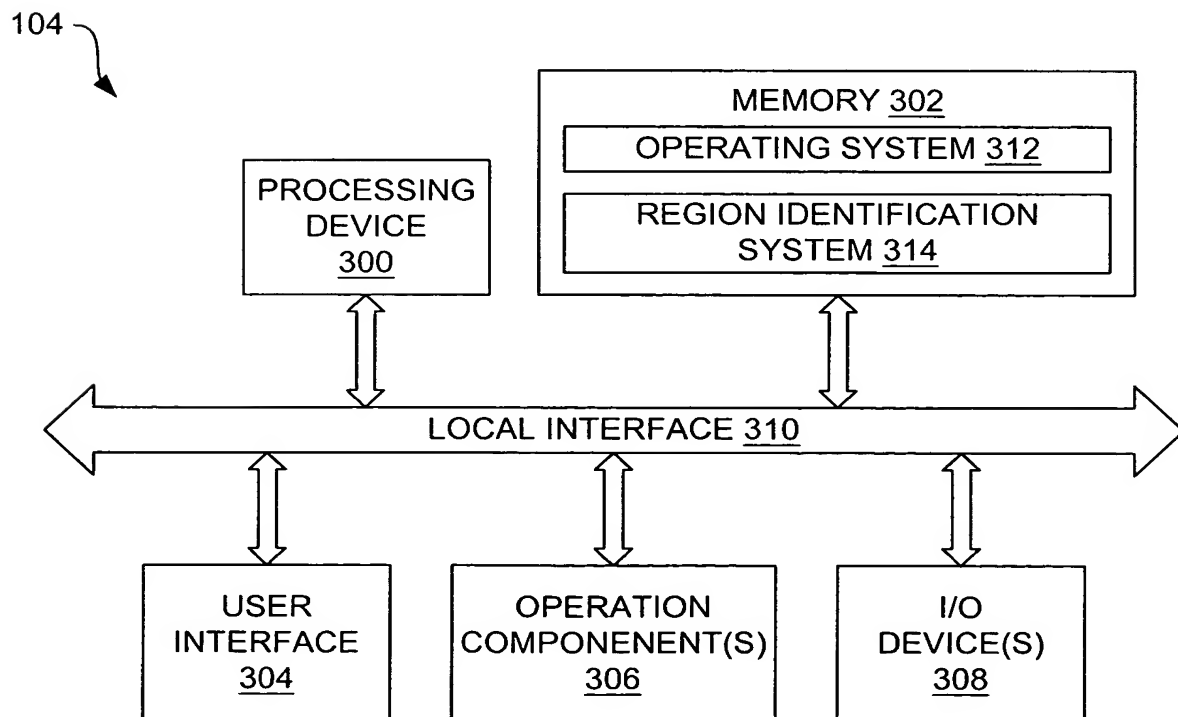 104
MEMORY 302
OPERATING SYSTEM 312
REGION IDENTIFICATION
SYSTEM 314
PROCESSING
DEVICE
300
LOCAL INTERFACE 310
USER
INTERFACE
304
OPERATION
COMPONENENT(S)
306
I/O
DEVICE(S)
308